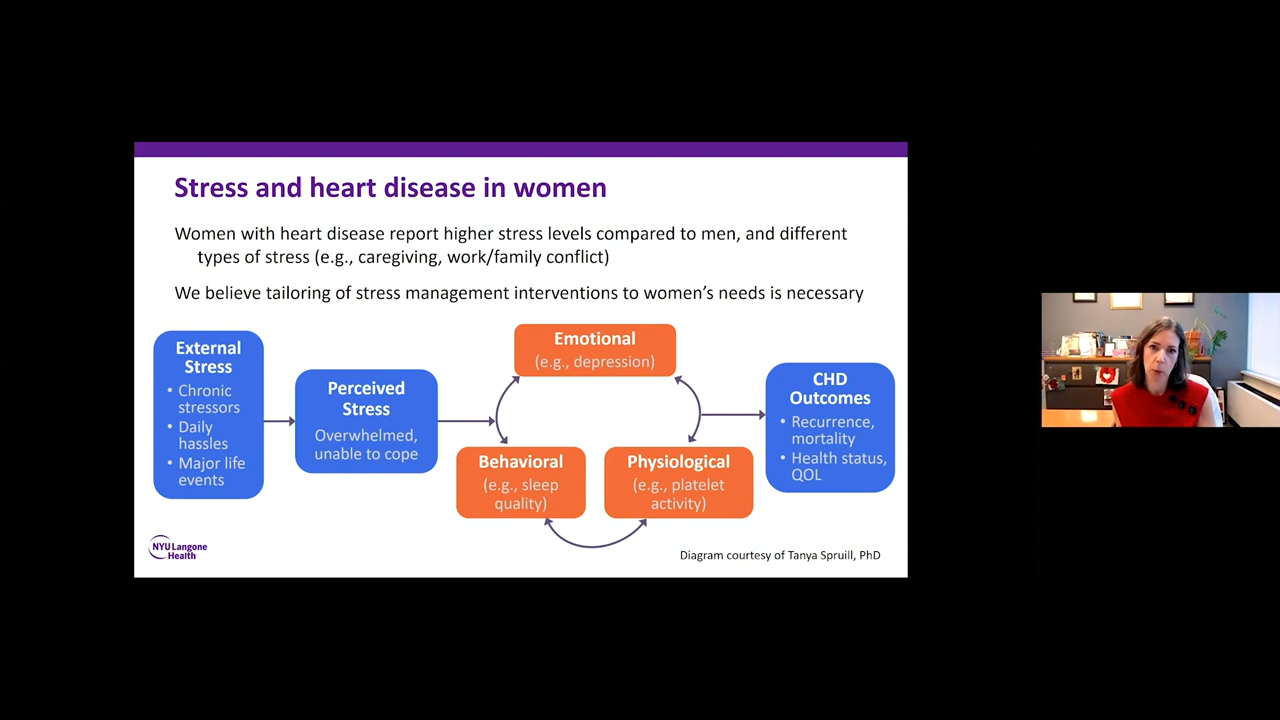 Stress and heart disease in women
Women with heart disease report higher stress levels compared to men, and different
types of stress (e.g., caregiving, work/family conflict)
We believe tailoring of stress management interventions to women's needs is necessary
External
Stress
• Chronic
stressors
• Daily
hassles
• Major life
events
Perceived
Stress
Overwhelmed,
unable to cope
Emotional
(e.g., depression)
Behavioral
(e.g., sleep
quality)
Physiological
(e.g., platelet
activity)
CHD
Outcomes
• Recurrence,
mortality
• Health status,
QOL
NYU Langone
Health
Diagram courtesy of Tanya Spruill, PhD